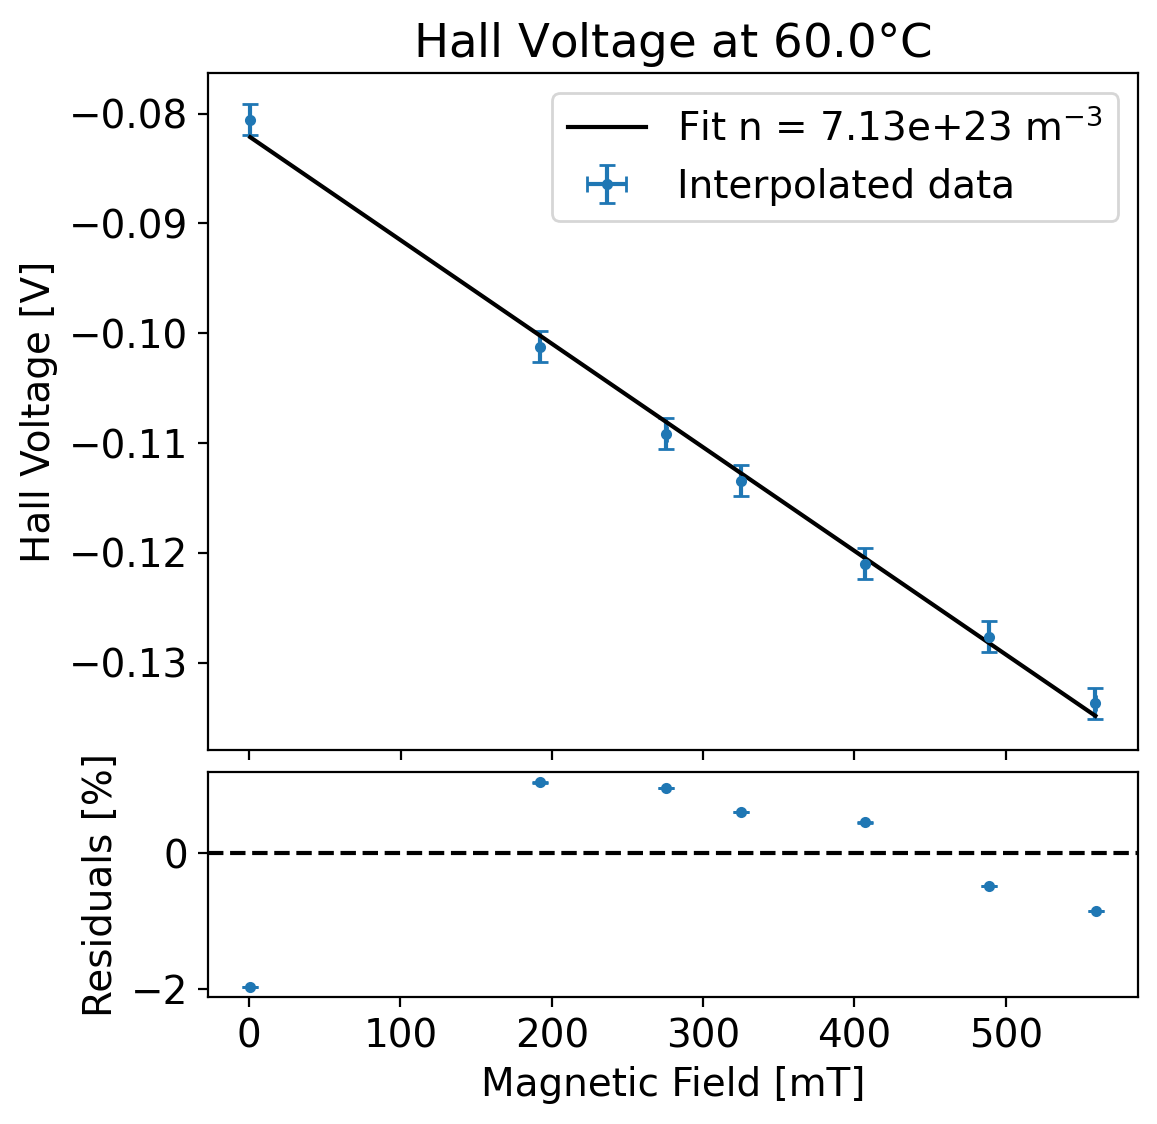 Hall Voltage at 60.0°C
Fit n = 7.13e+23 m⁻³
Interpolated data
Hall Voltage [V]
−0.08
−0.09
−0.10
−0.11
−0.12
−0.13
Residuals [%]
0
−2
0 100 200 300 400 500
Magnetic Field [mT]